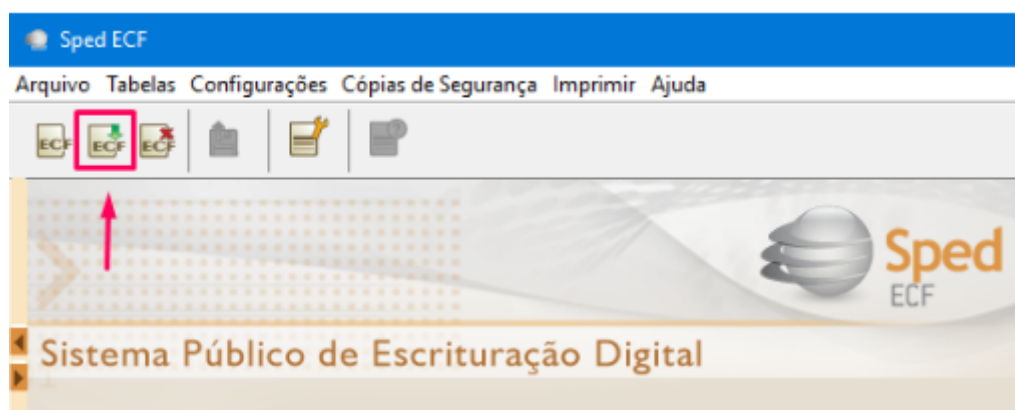 Sped ECF
Arquivo Tabelas Configurações Cópias de Segurança Imprimir Ajuda
ECF ECF ECF
Sped
ECF
Sistema Público de Escrituração Digital